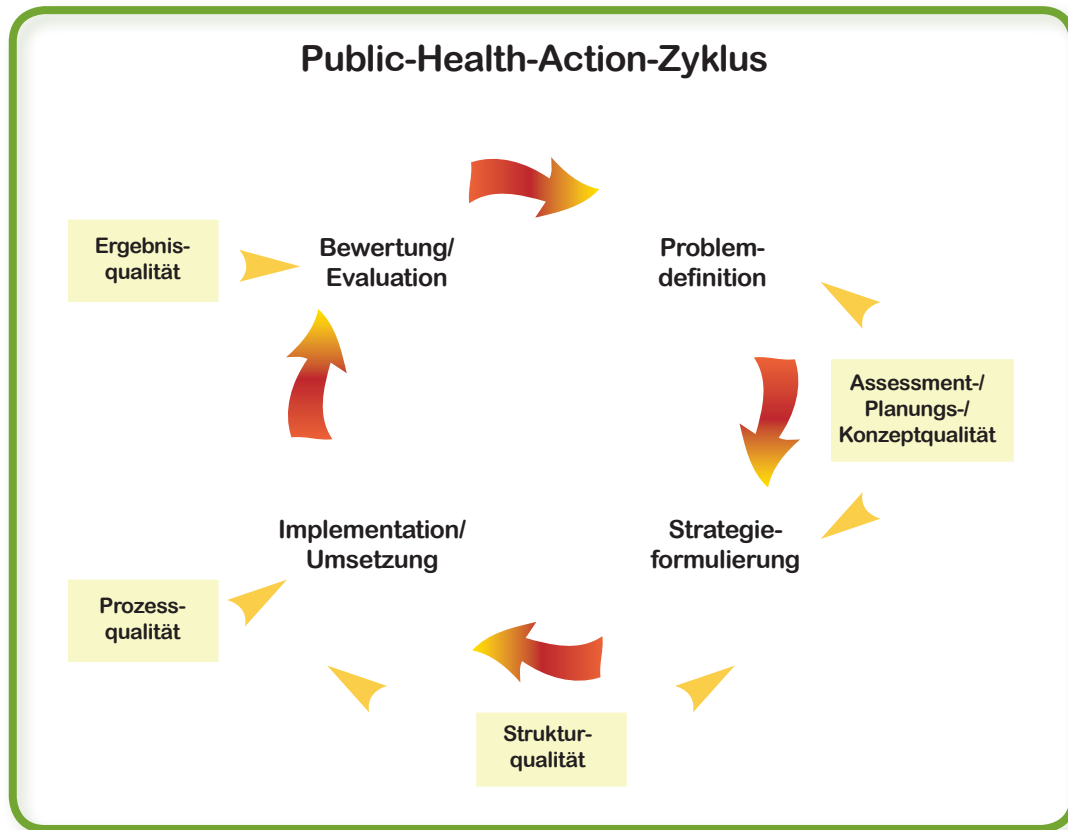 Public-Health-Action-Zyklus
Ergebnis-
qualität
Bewertung/
Evaluation
Problem-
definition
Assessment-/
Planungs-/
Konzeptqualität
Implementation/
Umsetzung
Strategie-
formulierung
Prozess-
qualität
Struktur-
qualität